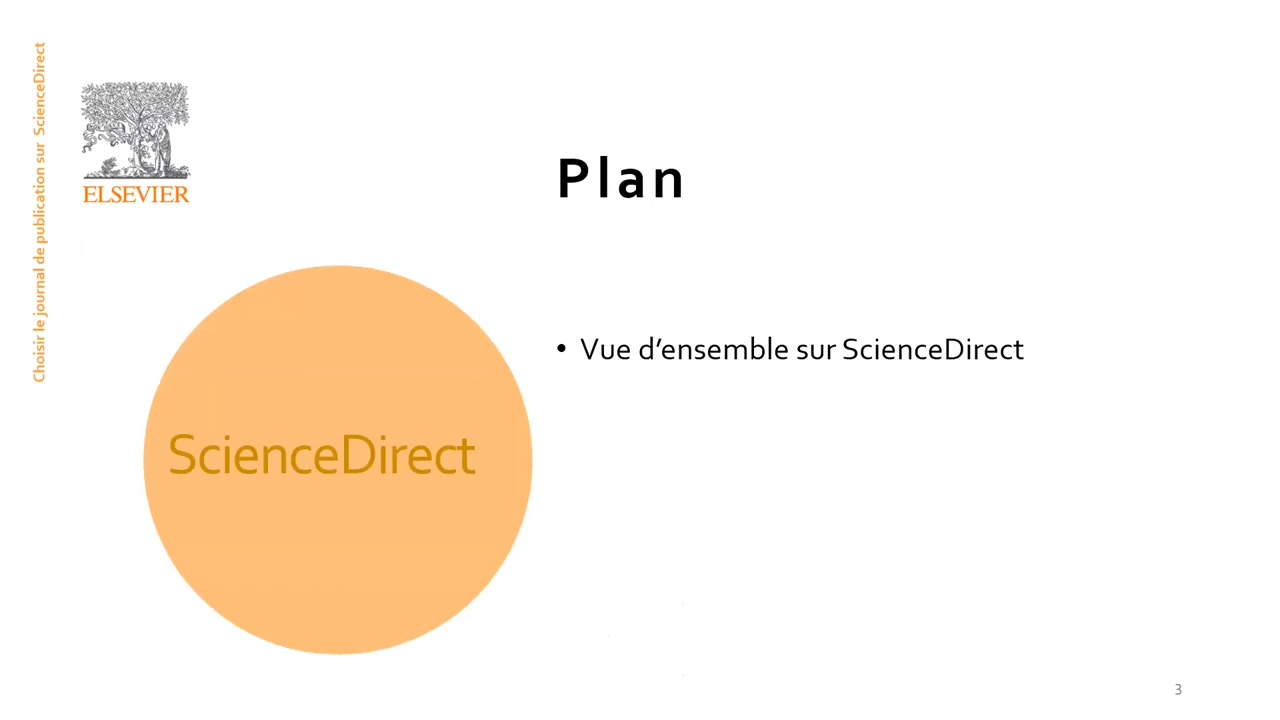 Choisir le journal de publication sur ScienceDirect
ELSEVIER
Plan
• Vue d’ensemble sur ScienceDirect
ScienceDirect
3